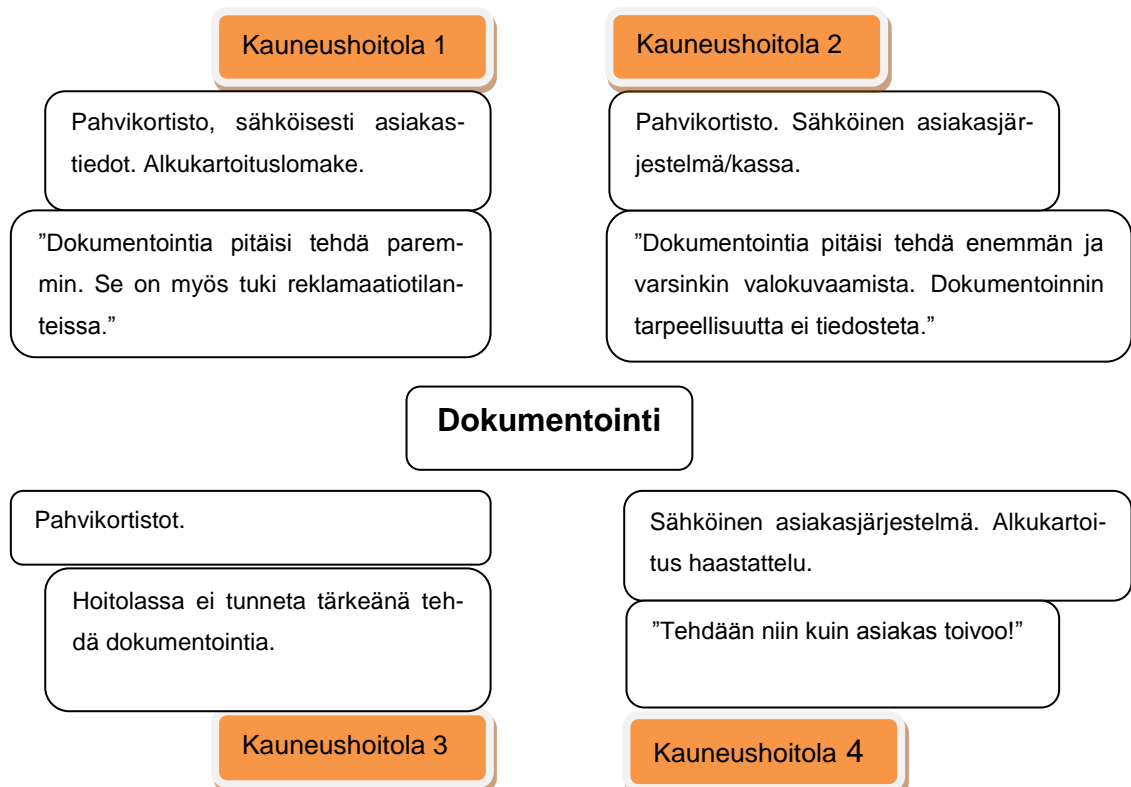 Kauneushoitola 1
Pahvikortisto, sähköisesti asiakas-
tiedot. Alkukartoituslomake.
”Dokumentointia pitäisi tehdä parem-
min. Se on myös tuki reklamaatiotilan-
teissa.”
Kauneushoitola 2
Pahvikortisto. Sähköinen asiakasjär-
jestelmä/kassa.
”Dokumentointia pitäisi tehdä enemmän ja
varsinkin valokuvaamista. Dokumentoinnin
tarpeellisuutta ei tiedosteta.”
Dokumentointi
Pahvikortistot.
Hoitolassa ei tunneta tärkeänä teh-
dä dokumentointia.
Kauneushoitola 3
Sähköinen asiakasjärjestelmä. Alkukartoi-
tus haastattelu.
”Tehdään niin kuin asiakas toivoo!”
Kauneushoitola 4